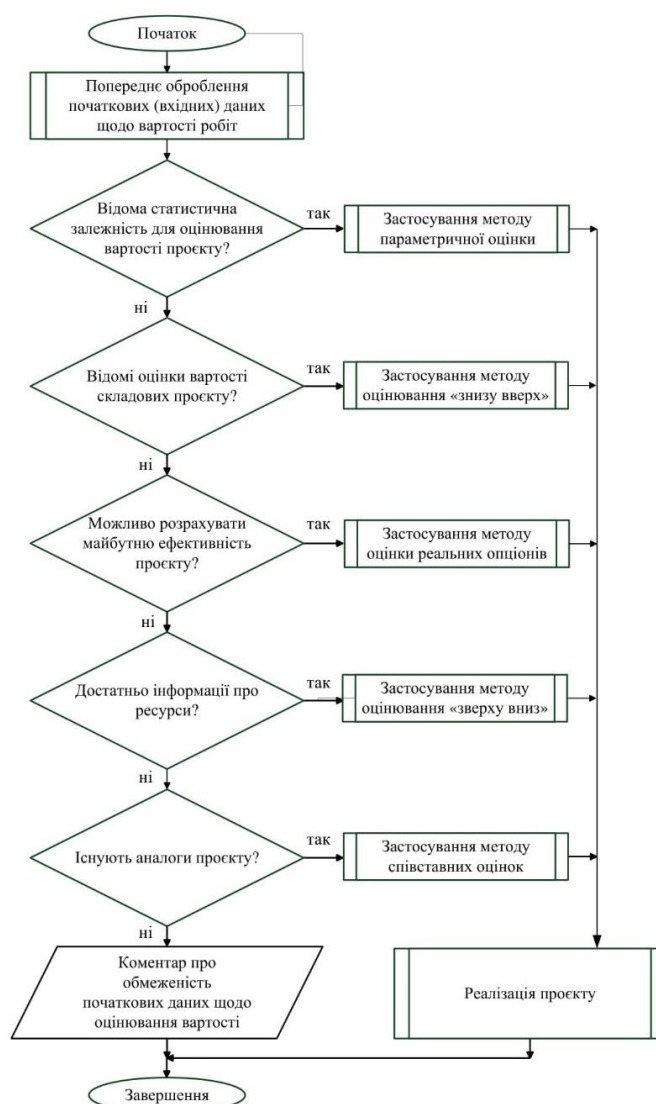 Початок
Попереднє оброблення
початкових (вхідних) даних
щодо вартості робіт
Відома статистична
залежність для оцінювання
вартості проєкту?
так
Застосування методу
параметричної оцінки
ні
Відомі оцінки вартості
складових проєкту?
так
Застосування методу
оцінювання «знизу вверх»
ні
Можливо розрахувати
майбутню ефективність
проєкту?
так
Застосування методу
оцінки реальних опціонів
ні
Достатньо інформації про
ресурси?
так
Застосування методу
оцінювання «зверху вниз»
ні
Існують аналоги проєкту?
так
Застосування методу
співставних оцінок
ні
Коментар про
обмеженість
початкових даних щодо
оцінювання вартості
Реалізація проєкту
Завершення